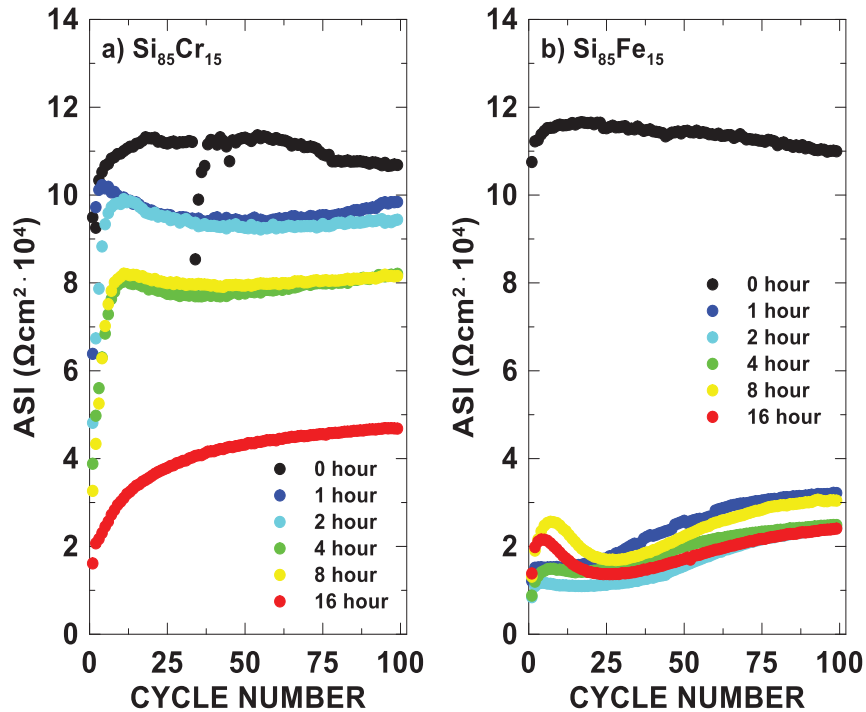 a) Si₈₅Cr₁₅
14
12
10
8
6
4
2
0
ASI (Ωcm² · 10⁴)
0 hour
1 hour
2 hour
4 hour
8 hour
16 hour
0 25 50 75 100
CYCLE NUMBER
b) Si₈₅Fe₁₅
14
12
10
8
6
4
2
0
ASI (Ωcm² · 10⁴)
0 hour
1 hour
2 hour
4 hour
8 hour
16 hour
0 25 50 75 100
CYCLE NUMBER